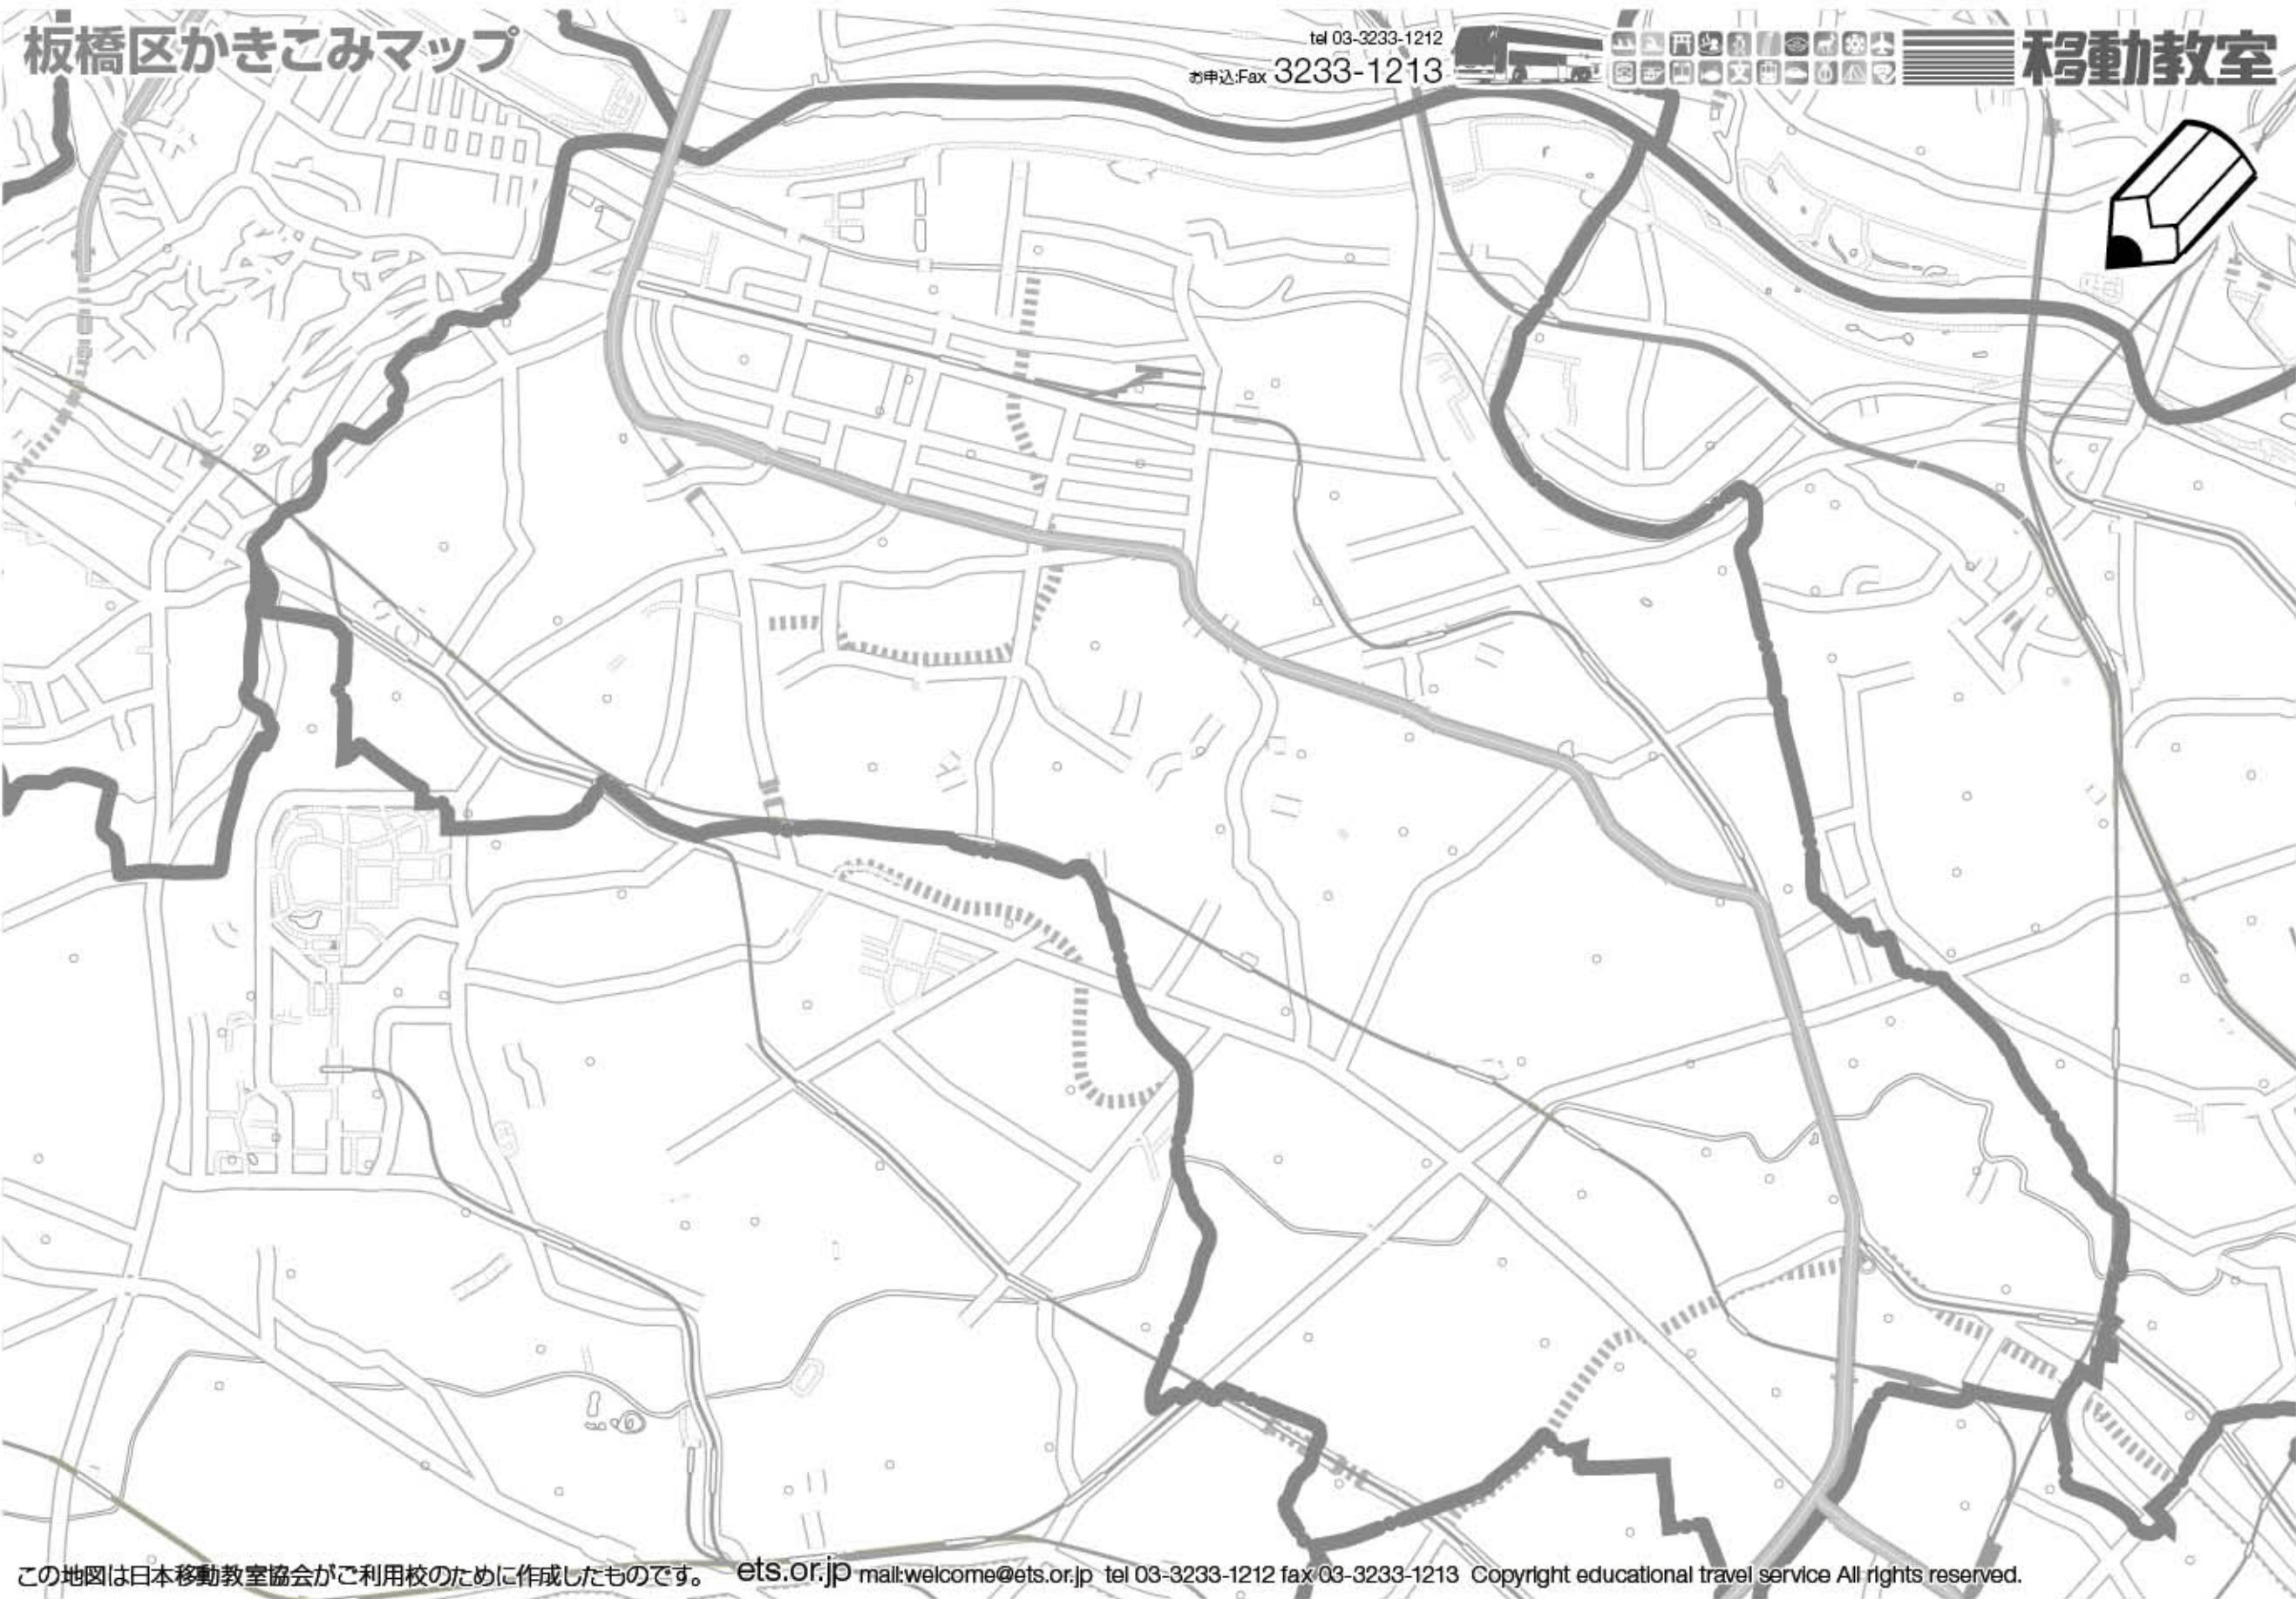 板橋区かきこみマップ
tel 03-3233-1212
お申込:Fax 3233-1213
移動教室
この地図は日本移動教室協会がご利用校のために作成したものです。 ets.or.jp mail:welcome@ets.or.jp tel 03-3233-1212 fax 03-3233-1213 Copyright educational travel service All rights reserved.